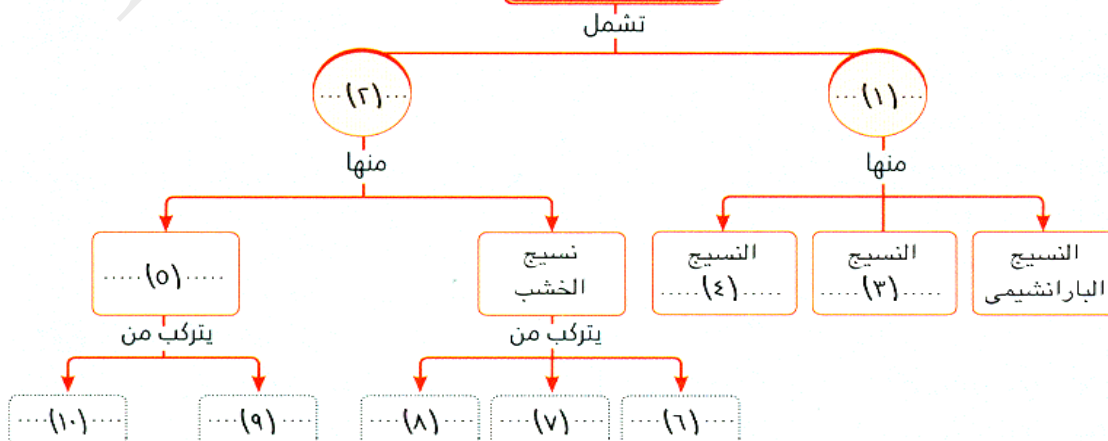 تشمل
...(١)...
...(٢)...
منها
منها
النسيج
البارانشيمى
النسيج
.....(٣).....
النسيج
.....(٤).....
نسيج
الخشب
.....(٥).....
يتركب من
يتركب من
....(٦)....
....(٧)....
....(٨)....
....(٩)....
....(١٠)....